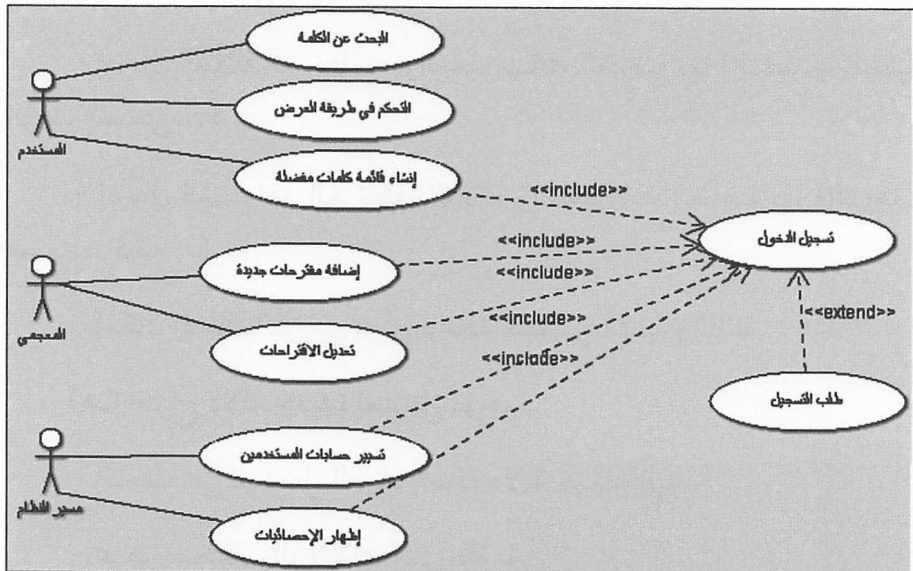 البحث عن الكلمة
التحكم في طريقة العرض
المستخدم
إنشاء قائمة كلمات مفضلة
<<include>>
تسجيل الدخول
<<include>>
إضافة مقترحات جديدة
<<include>>
المعجمي
<<include>>
<<extend>>
تعديل الاقتراحات
<<include>>
طلب التسجيل
تسيير حسابات المستخدمين
مسير النظام
إظهار الإحصائيات